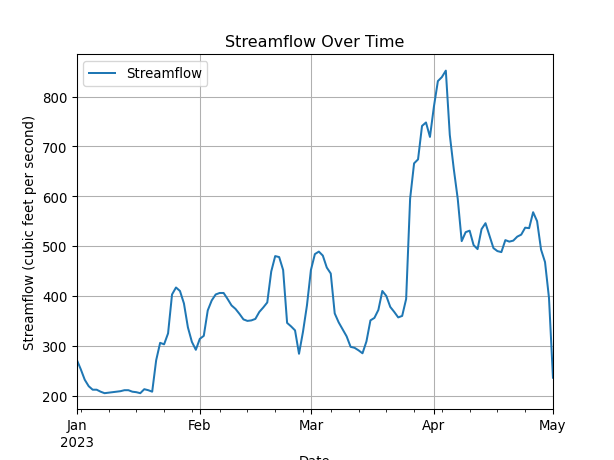 Streamflow Over Time
Streamflow
Streamflow (cubic feet per second)
800
700
600
500
400
300
200
Jan
2023
Feb
Mar
Apr
May
Date